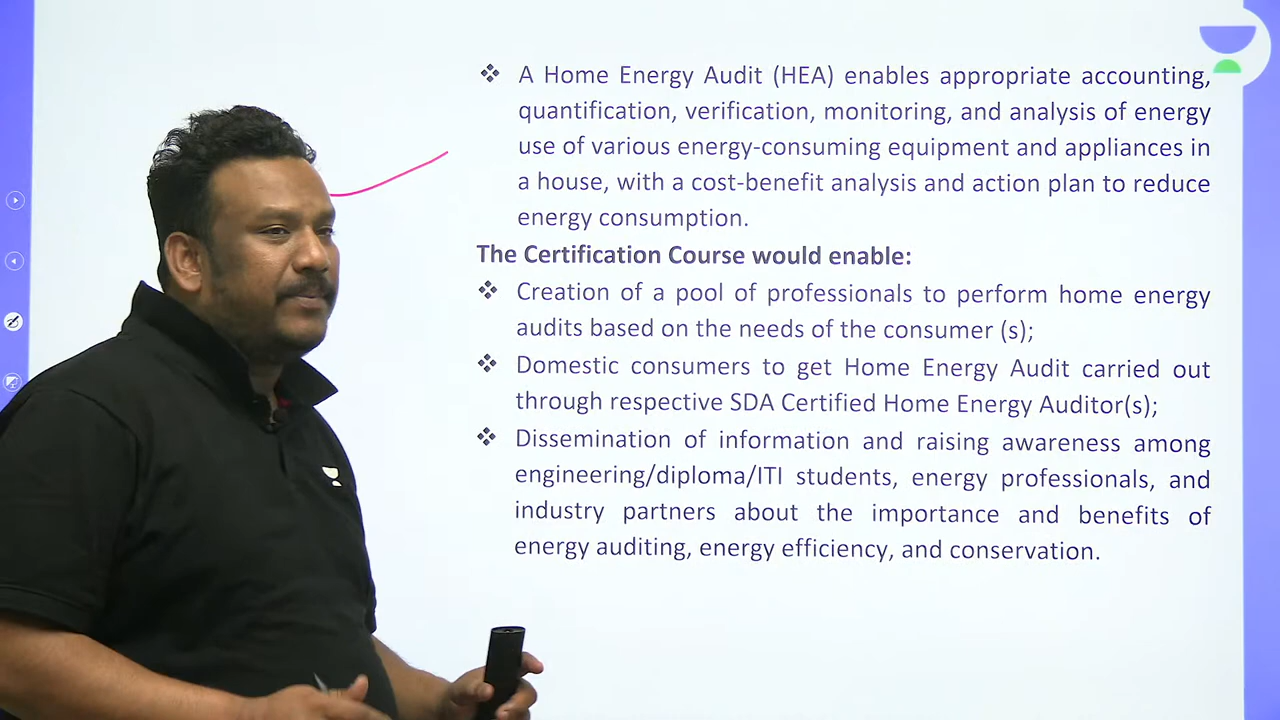 ❖ A Home Energy Audit (HEA) enables appropriate accounting,
quantification, verification, monitoring, and analysis of energy
use of various energy-consuming equipment and appliances in
a house, with a cost-benefit analysis and action plan to reduce
energy consumption.
The Certification Course would enable:
❖ Creation of a pool of professionals to perform home energy
audits based on the needs of the consumer (s);
❖ Domestic consumers to get Home Energy Audit carried out
through respective SDA Certified Home Energy Auditor(s);
❖ Dissemination of information and raising awareness among
engineering/diploma/ITI students, energy professionals, and
industry partners about the importance and benefits of
energy auditing, energy efficiency, and conservation.